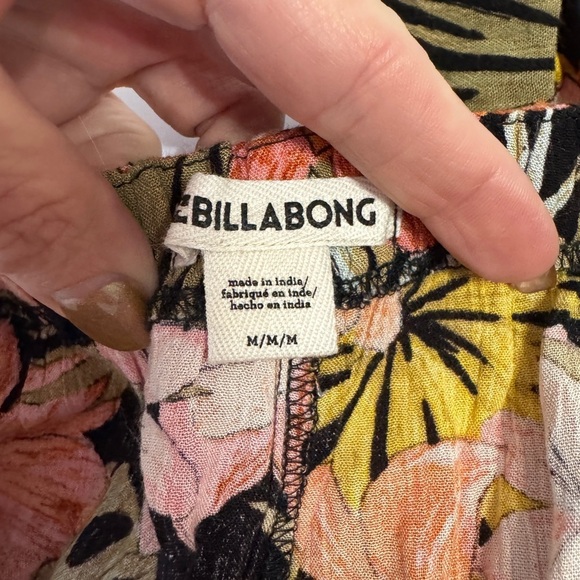 BILLABONG
made in india/
fabriqué en inde/
hecho en india
M/M/M